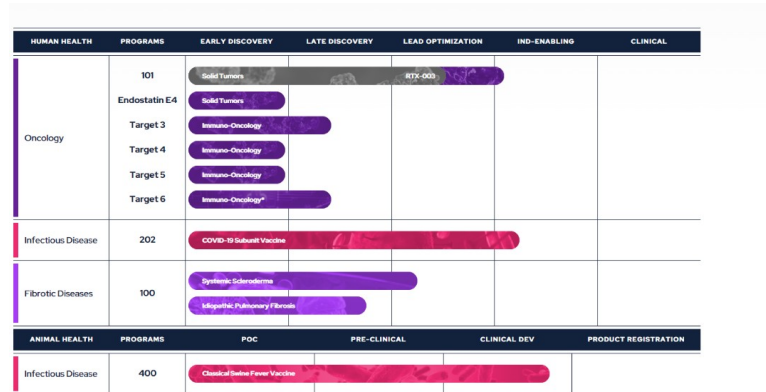 HUMAN HEALTH PROGRAMS EARLY DISCOVERY LATE DISCOVERY LEAD OPTIMIZATION IND-ENABLING CLINICAL
Oncology
101 Solid Tumors RTX-003
Endostatin E4 Solid Tumors
Target 3 Immuno-Oncology
Target 4 Immuno-Oncology
Target 5 Immuno-Oncology
Target 6 Immuno-Oncology*
Infectious Disease 202 COVID-19 Subunit Vaccine
Fibrotic Diseases 100
Systemic Scleroderma
Idiopathic Pulmonary Fibrosis
ANIMAL HEALTH PROGRAMS POC PRE-CLINICAL CLINICAL DEV PRODUCT REGISTRATION
Infectious Disease 400 Classical Swine Fever Vaccine